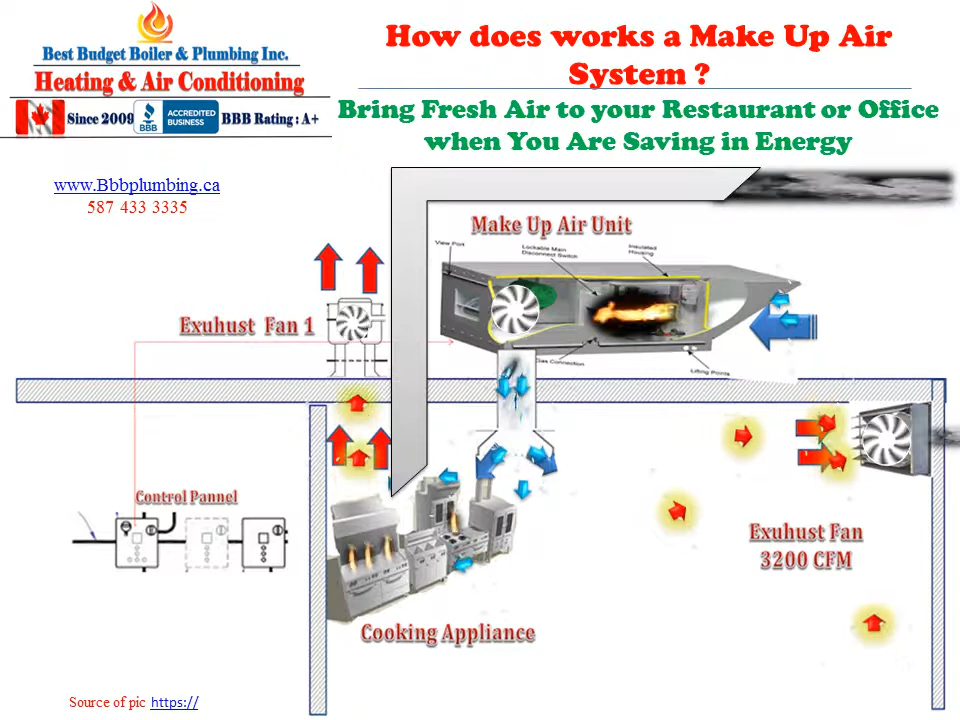 Best Budget Boiler & Plumbing Inc.
Heating & Air Conditioning
Since 2009
BBB
ACCREDITED
BUSINESS
BBB Rating : A+
How does works a Make Up Air
System ?
Bring Fresh Air to your Restaurant or Office
when You Are Saving in Energy
www.Bbbplumbing.ca
587 433 3335
Make Up Air Unit
View Port
Lockable Main
Disconnect Switch
Insulated
Housing
Exuhust Fan 1
Gas Connection
Lifting Points
Control Pannel
Exuhust Fan
3200 CFM
Cooking Appliance
Source of pic https://